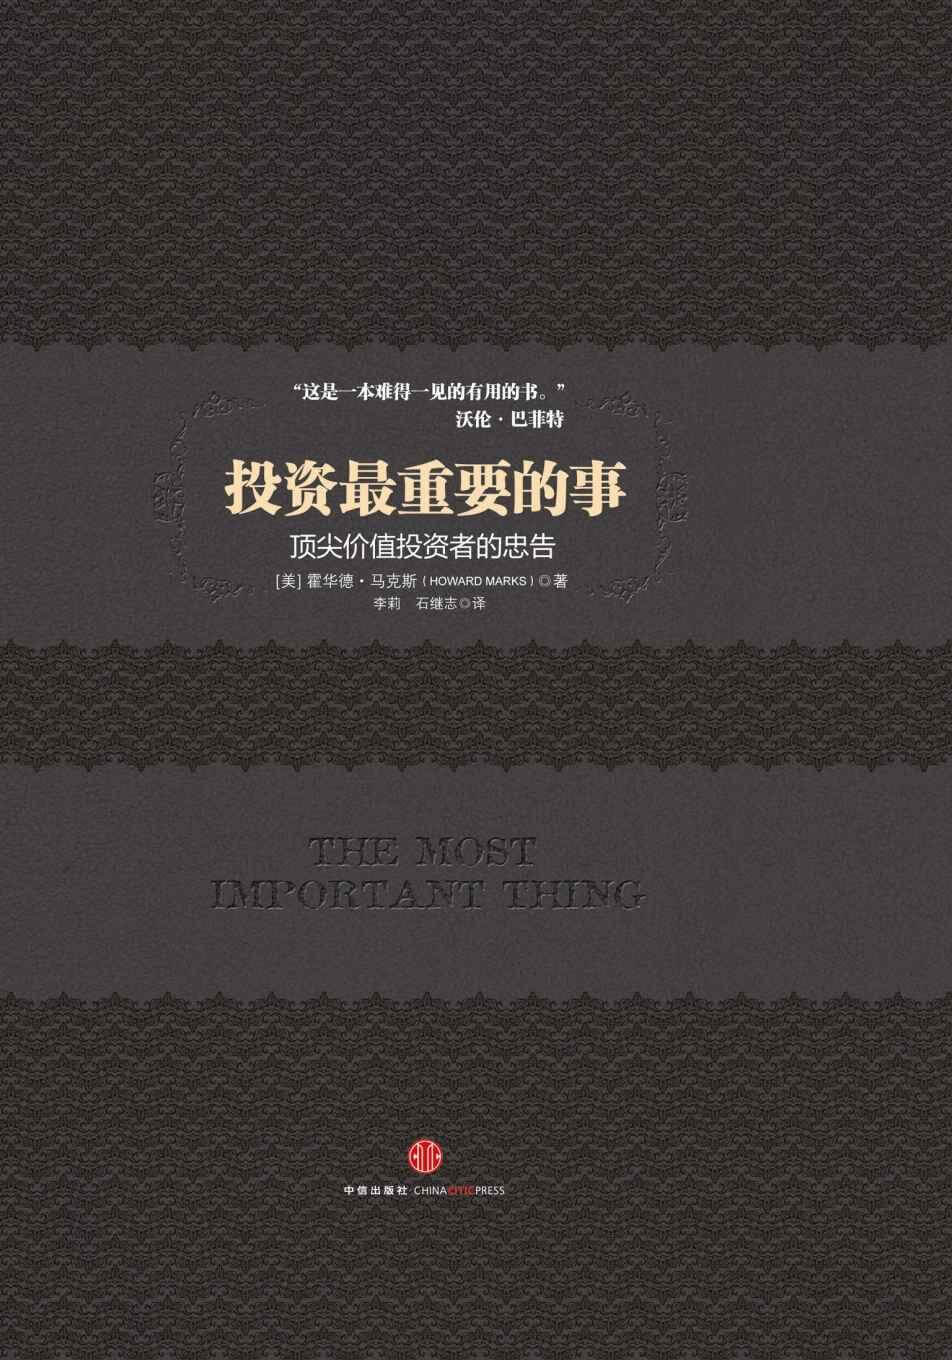 “这是一本难得一见的有用的书。”
沃伦·巴菲特
投资最重要的事
顶尖价值投资者的忠告
[美] 霍华德·马克斯（HOWARD MARKS）◎著
李莉　石继志◎译
THE MOST
IMPORTANT THING
中信出版社·CHINACITICPRESS